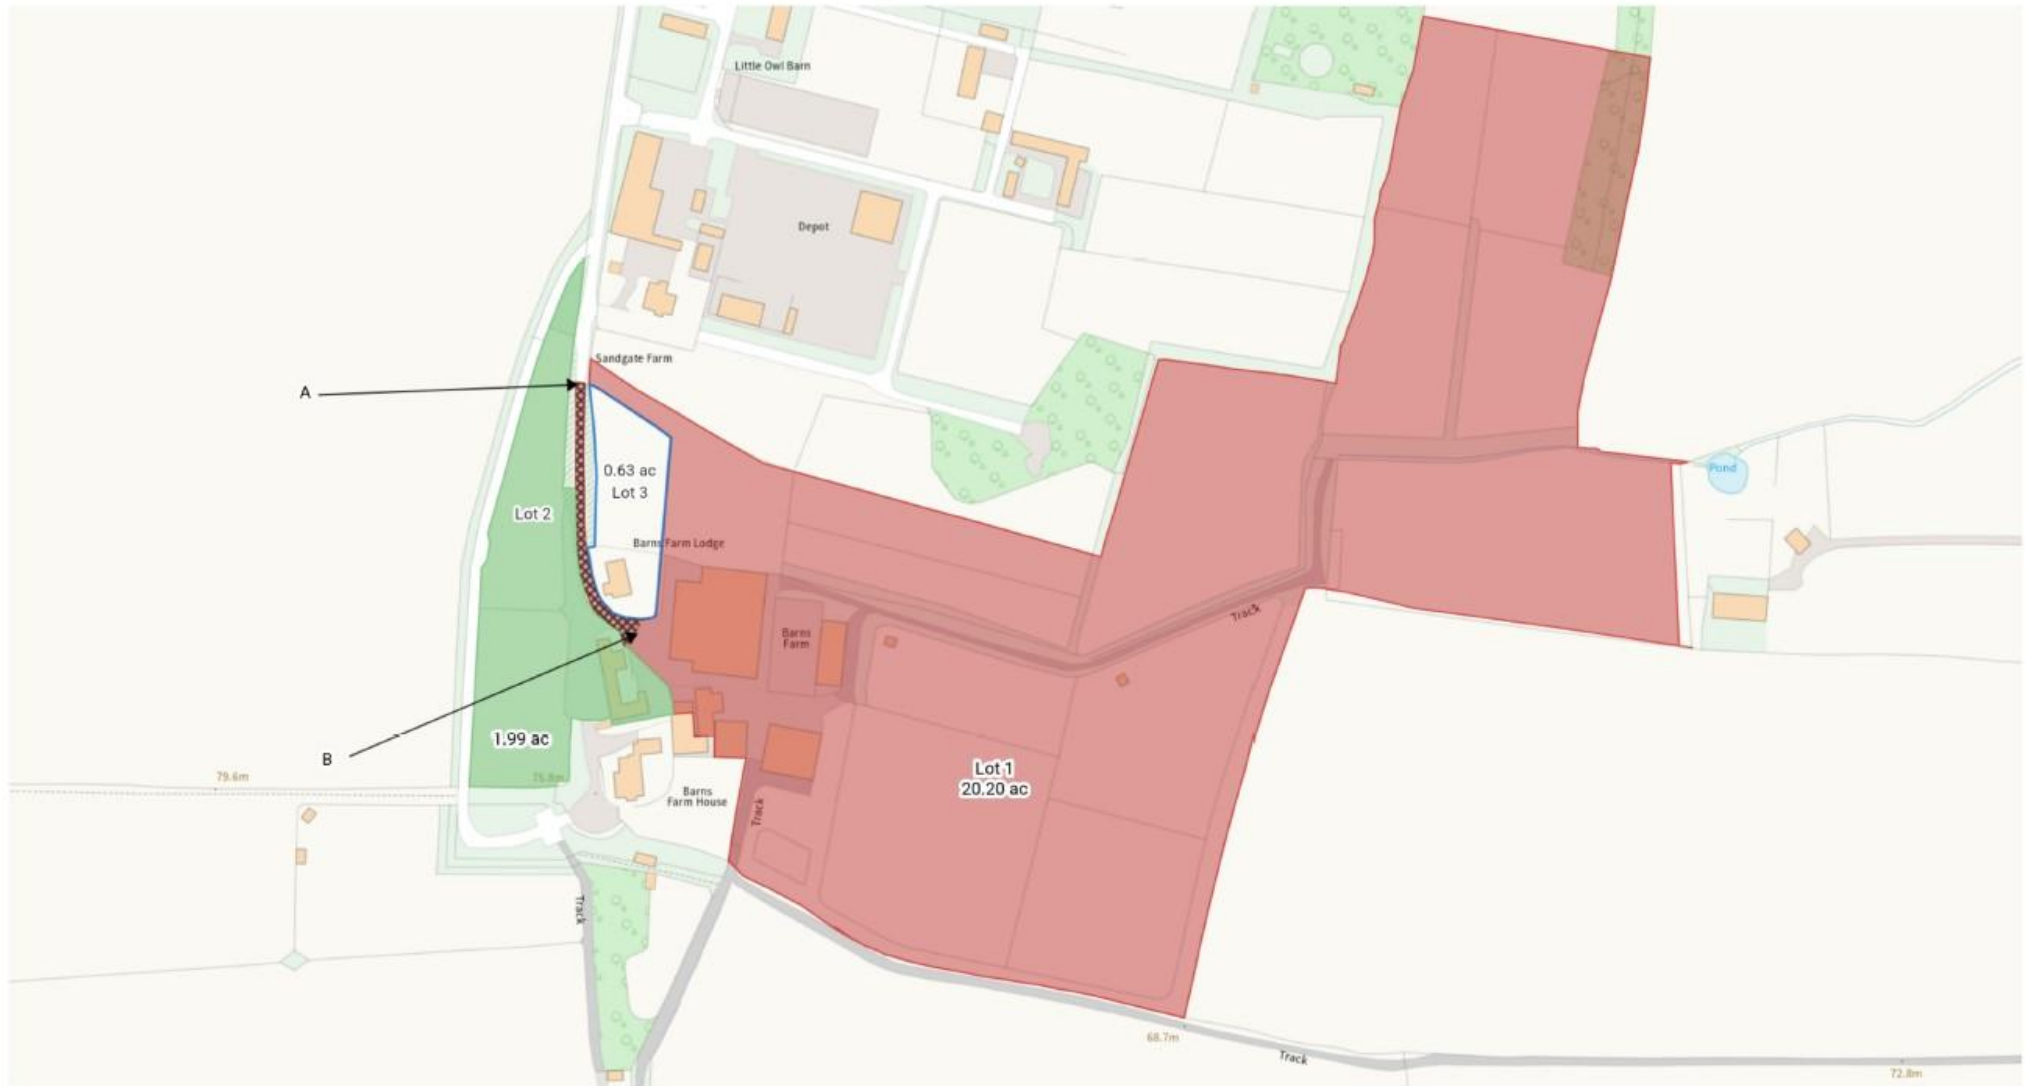 Little Owl Barn
Depot
Sandgate Farm
A
0.63 ac
Lot 3
Lot 2
Barns Farm Lodge
Pond
Track
Barns
Farm
B
1.99 ac
Lot 1
20.20 ac
79.6m
75.8m
Barns
Farm House
Track
Track
68.7m
Track
72.8m